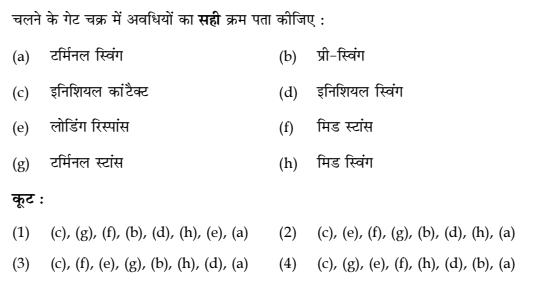 चलने के गेट चक्र में अवधियों का सही क्रम पता कीजिए :
(a) टर्मिनल स्विंग (b) प्री-स्विंग
(c) इनिशियल कांटैक्ट (d) इनिशियल स्विंग
(e) लोडिंग रिस्पांस (f) मिड स्टांस
(g) टर्मिनल स्टांस (h) मिड स्विंग
कूट :
(1) (c), (g), (f), (b), (d), (h), (e), (a) (2) (c), (e), (f), (g), (b), (d), (h), (a)
(3) (c), (f), (e), (g), (b), (h), (d), (a) (4) (c), (g), (e), (f), (h), (d), (b), (a)